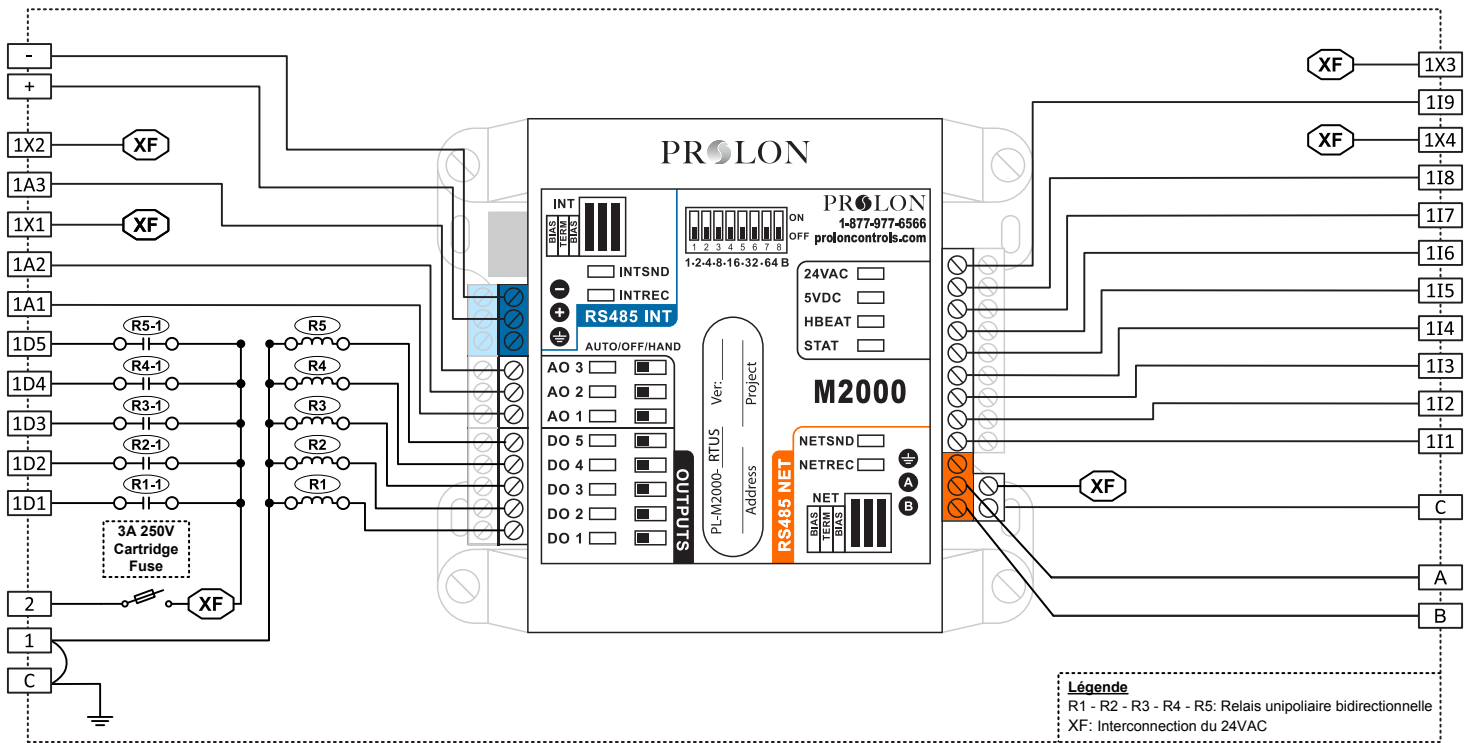 -
+
1X2
XF
1A3
1X1
XF
1A2
1A1
1D5
R5-1
R5
1D4
R4-1
R4
1D3
R3-1
R3
1D2
R2-1
R2
1D1
R1-1
R1
3A 250V
Cartridge
Fuse
2
XF
1
C
PROLON
INT
BIAS
TERM
BIAS
INTSND
INTREC
RS485 INT
AUTO/OFF/HAND
AO 3
AO 2
AO 1
DO 5
DO 4
DO 3
DO 2
DO 1
OUTPUTS
1 2 3 4 5 6 7 8
ON
OFF
1·2·4·8·16·32·64 B
PROLON
1-877-977-6566
proloncontrols.com
24VAC
5VDC
HBEAT
STAT
M2000
PL-M2000-_RTUS Ver:____
Address ____ Project
RS485 NET
NETSND
NETREC
A
B
NET
BIAS
TERM
BIAS
XF
1X3
1I9
XF
1X4
1I8
1I7
1I6
1I5
1I4
1I3
1I2
1I1
XF
C
A
B
Légende
R1 - R2 - R3 - R4 - R5: Relais unipoliaire bidirectionnelle
XF: Interconnection du 24VAC